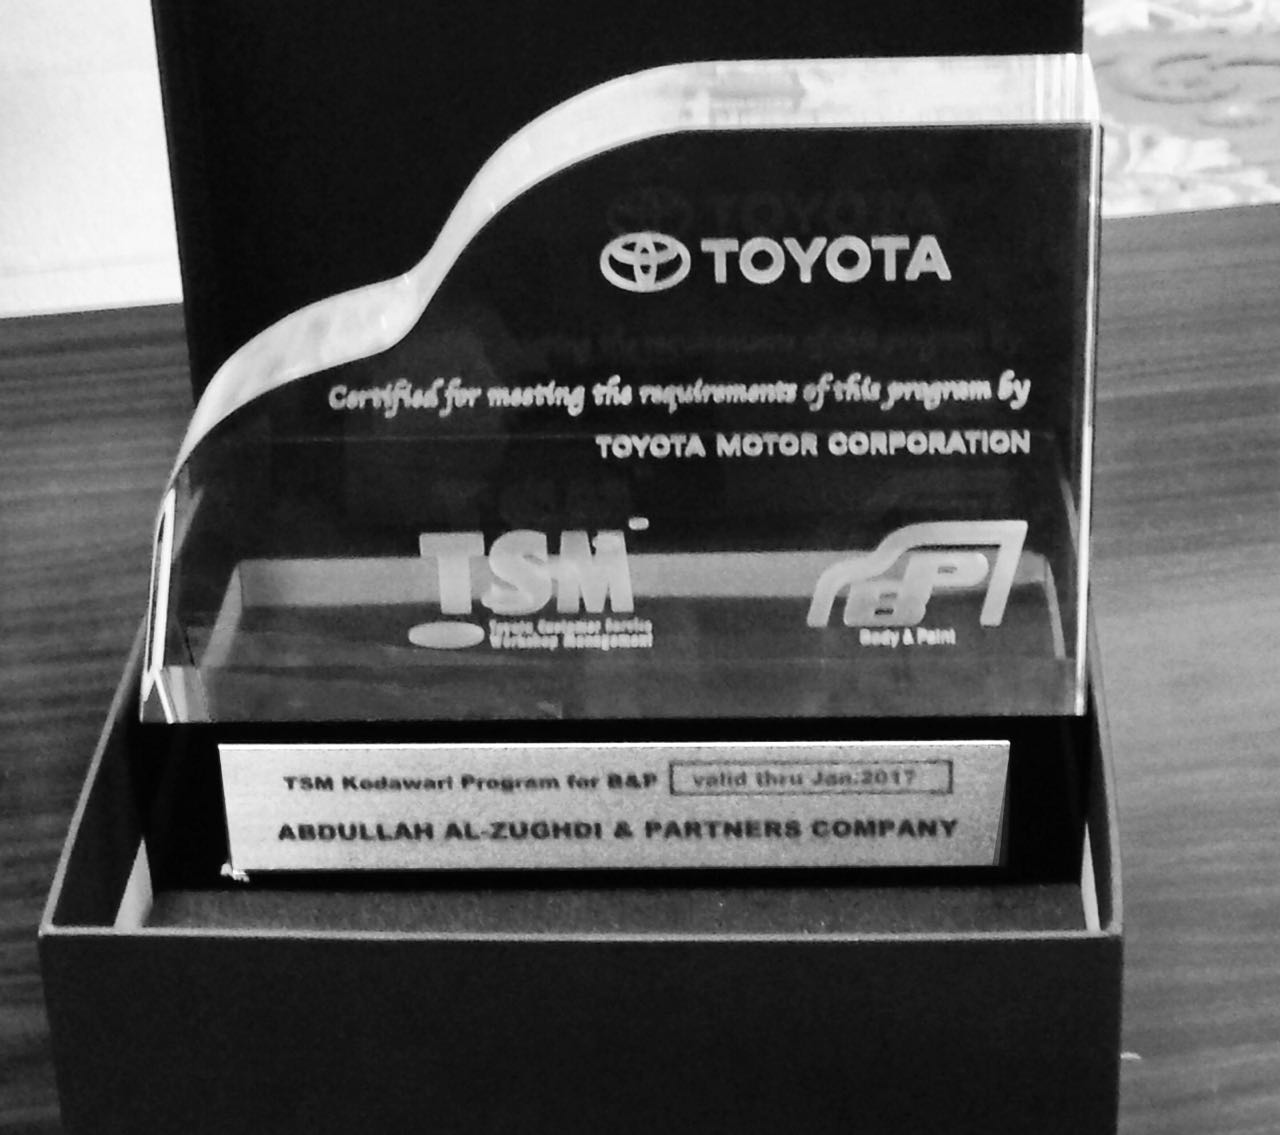 TOYOTA
Certified for meeting the requirements of this program by
TOYOTA MOTOR CORPORATION
TSM
Toyota Customer Service
Workshop Management
BP
Body & Paint
TSM Kodawari Program for B&P valid thru Jan.2017
ABDULLAH AL-ZUGHDI & PARTNERS COMPANY